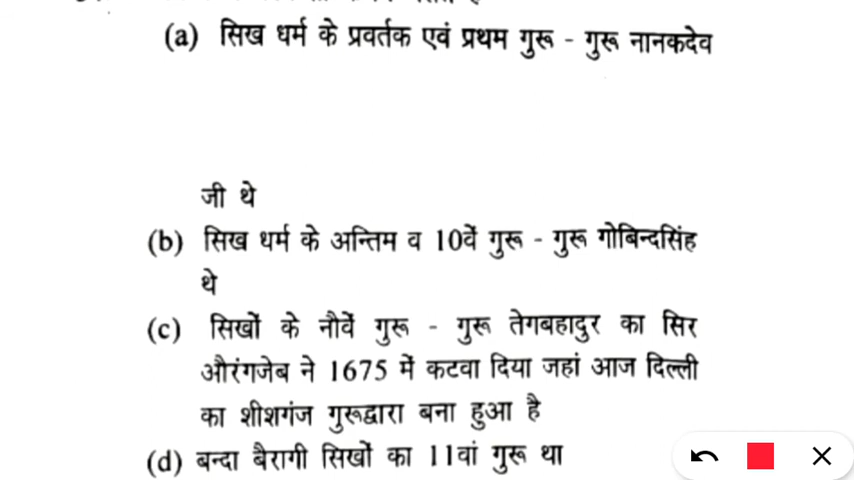 (a) सिख धर्म के प्रवर्तक एवं प्रथम गुरू - गुरू नानकदेव
जी थे
(b) सिख धर्म के अन्तिम व 10वें गुरू - गुरू गोबिन्दसिंह
थे
(c) सिखों के नौवें गुरू - गुरू तेगबहादुर का सिर
औरंगजेब ने 1675 में कटवा दिया जहां आज दिल्ली
का शीशगंज गुरूद्वारा बना हुआ है
(d) बन्दा बैरागी सिखों का 11वां गुरू था